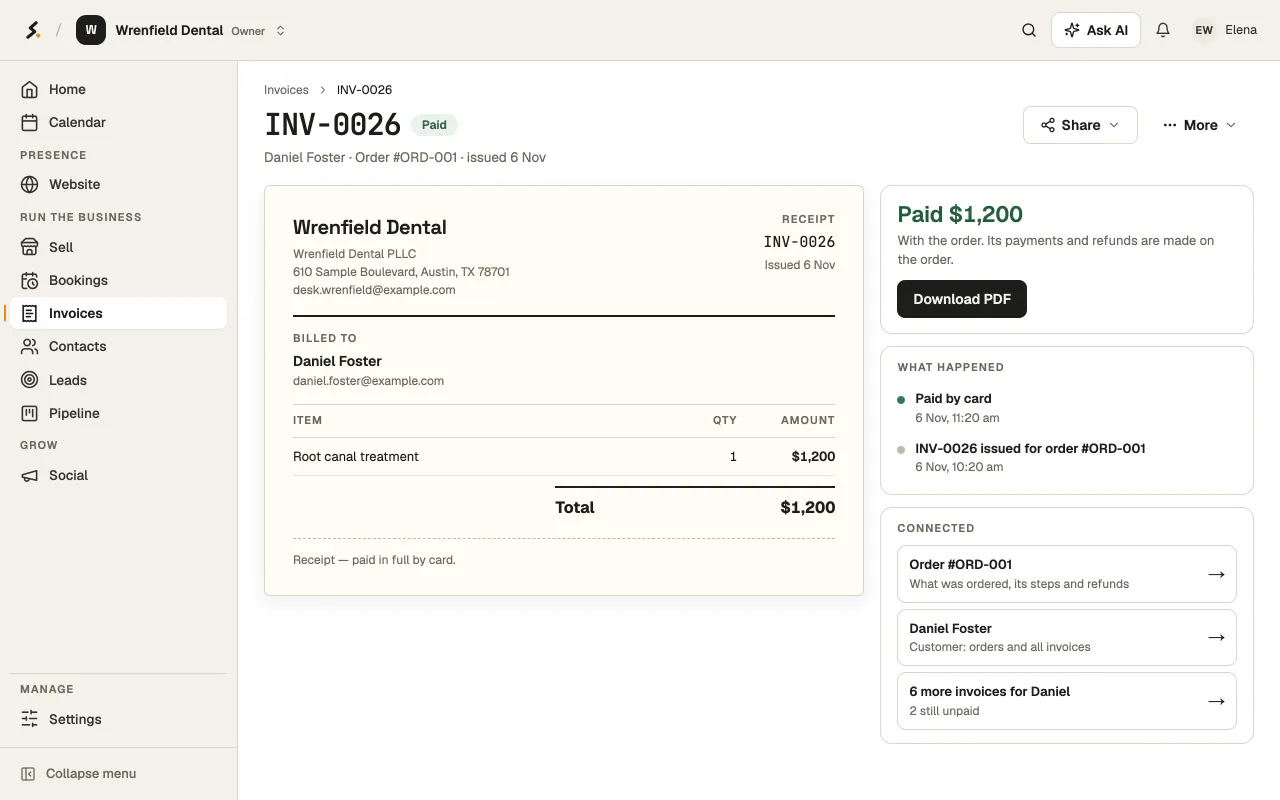 / W Wrenfield Dental Owner
Ask AI
EW Elena
Home
Calendar
PRESENCE
Website
RUN THE BUSINESS
Sell
Bookings
Invoices
Contacts
Leads
Pipeline
GROW
Social
MANAGE
Settings
Collapse menu
Invoices > INV-0026
INV-0026 Paid
Daniel Foster · Order #ORD-001 · issued 6 Nov
Share
More
Wrenfield Dental
Wrenfield Dental PLLC
610 Sample Boulevard, Austin, TX 78701
desk.wrenfield@example.com
RECEIPT
INV-0026
Issued 6 Nov
BILLED TO
Daniel Foster
daniel.foster@example.com
ITEM QTY AMOUNT
Root canal treatment 1 $1,200
Total $1,200
Receipt — paid in full by card.
Paid $1,200
With the order. Its payments and refunds are made on
the order.
Download PDF
WHAT HAPPENED
Paid by card
6 Nov, 11:20 am
INV-0026 issued for order #ORD-001
6 Nov, 10:20 am
CONNECTED
Order #ORD-001
What was ordered, its steps and refunds
Daniel Foster
Customer: orders and all invoices
6 more invoices for Daniel
2 still unpaid